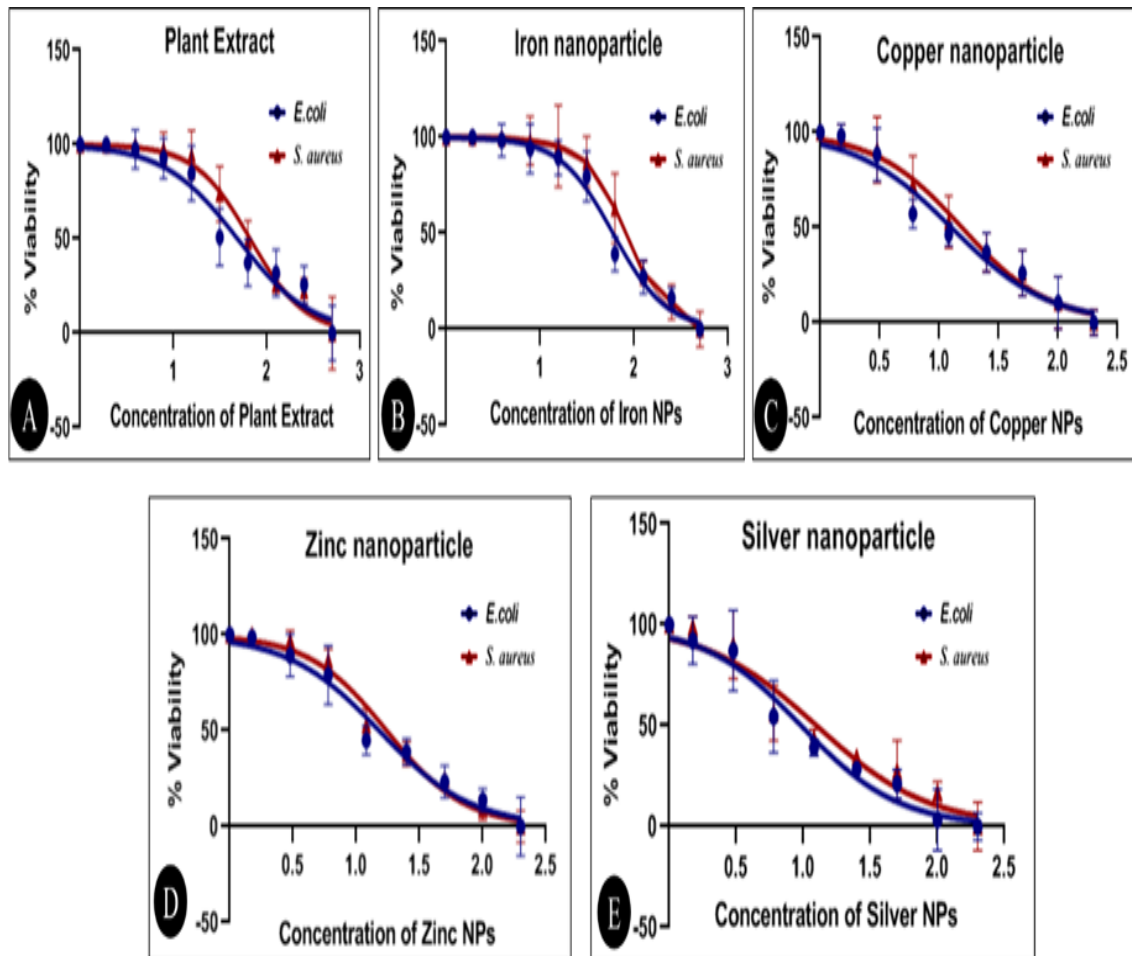 Plant Extract
150
100
50
0
-50
1
2
3
% Viability
E.coli
S. aureus
Concentration of Plant Extract
A
Iron nanoparticle
150
100
50
0
-50
1
2
3
% Viability
E.coli
S. aureus
Concentration of Iron NPs
B
Copper nanoparticle
150
100
50
0
-50
0.5
1.0
1.5
2.0
2.5
% Viability
E.coli
S. aureus
Concentration of Copper NPs
C
Zinc nanoparticle
150
100
50
0
-50
0.5
1.0
1.5
2.0
2.5
% Viability
E.coli
S. aureus
Concentration of Zinc NPs
D
Silver nanoparticle
150
100
50
0
-50
0.5
1.0
1.5
2.0
2.5
% Viability
E.coli
S. aureus
Concentration of Silver NPs
E